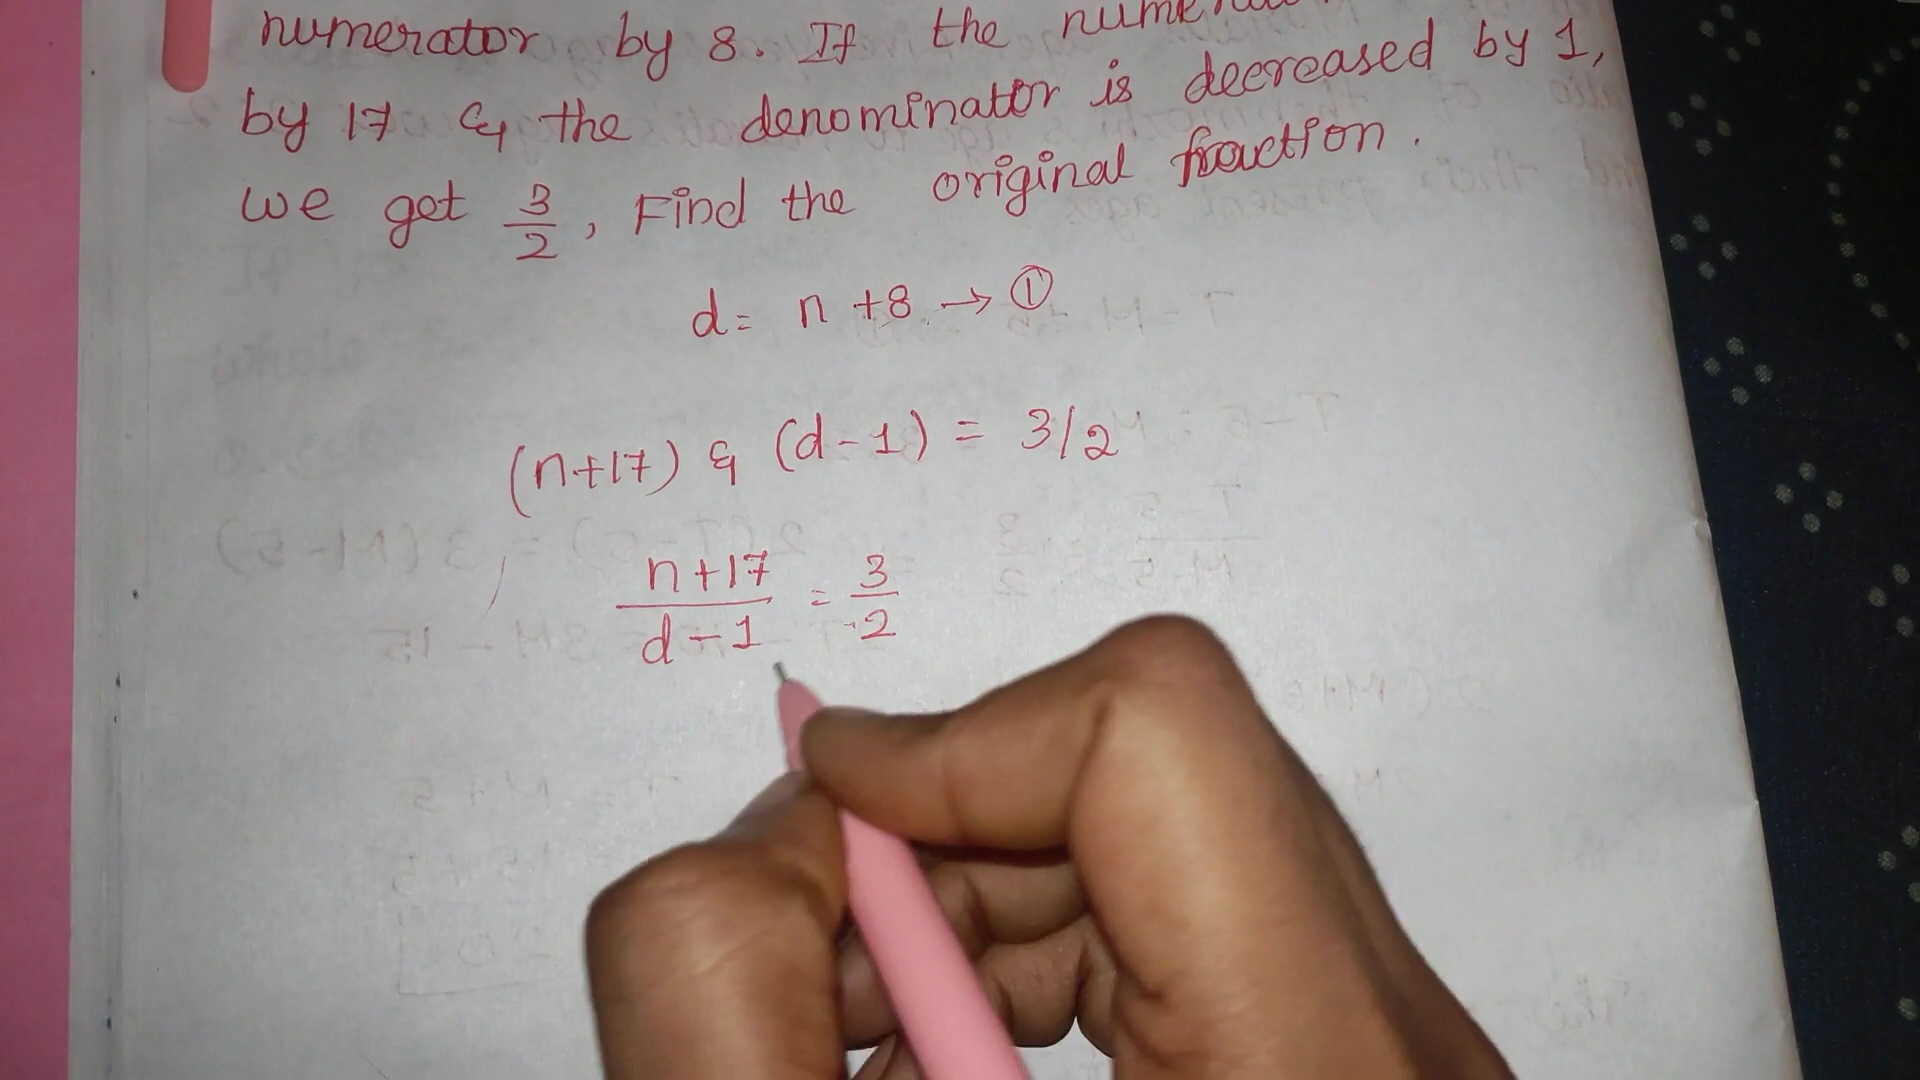 numerator by 8. If the
by 17 & the denominator is decreased by 1,
we get 3/2, Find the original fraction.
d = n + 8 → ①
(n+17) & (d-1) = 3/2
n+17 / d-1 = 3/2